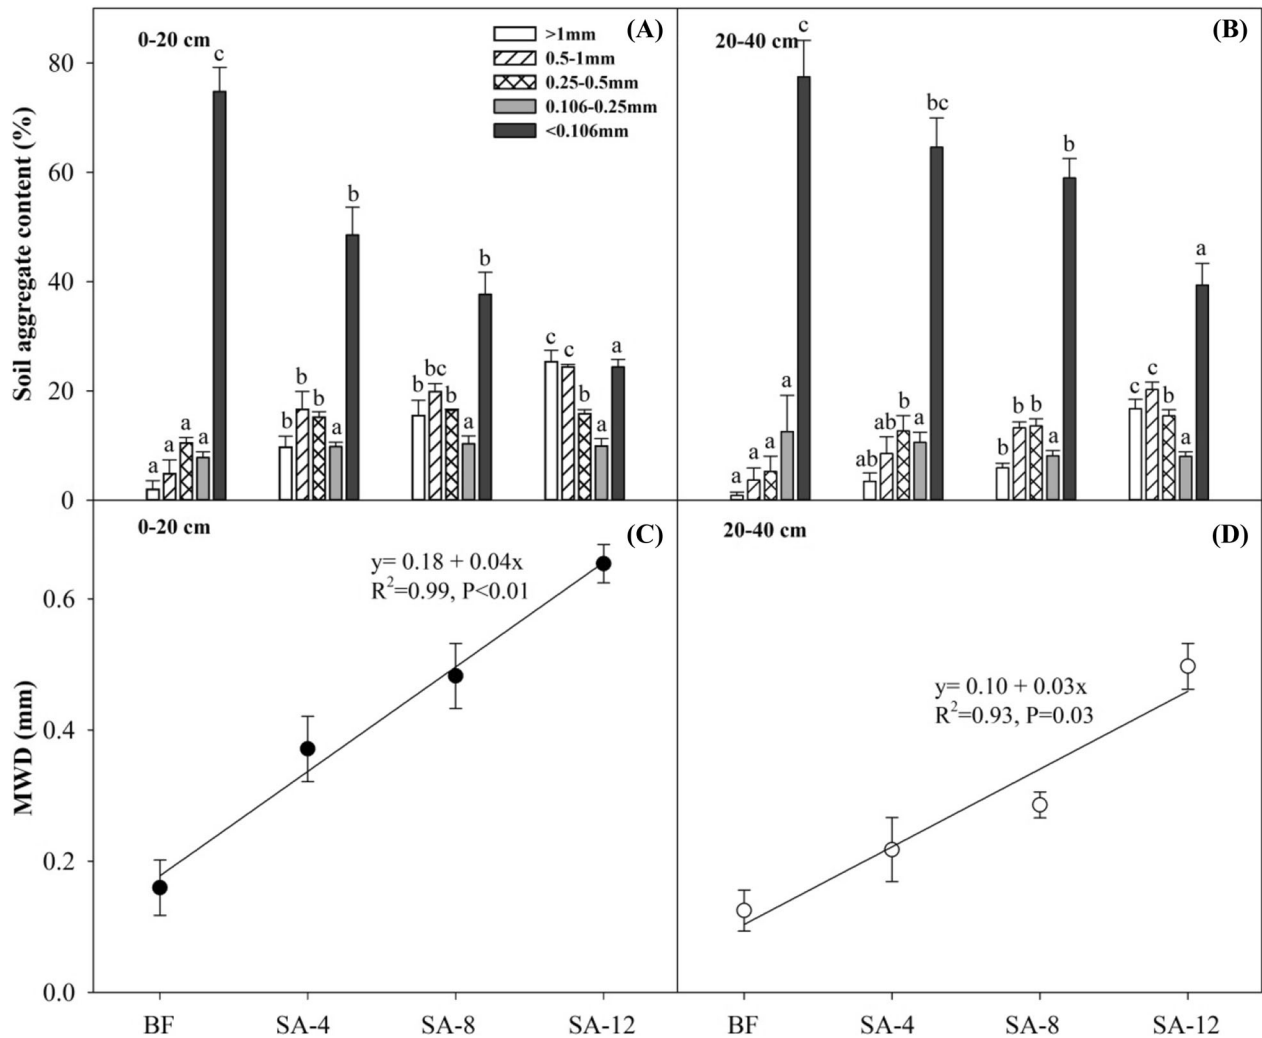 0-20 cm
(A)
>1mm
0.5-1mm
0.25-0.5mm
0.106-0.25mm
<0.106mm
Soil aggregate content (%)
80
60
40
20
0
a a a a c
b b b a b
b bc b a b
c c b a a
20-40 cm
(B)
a a a a c
ab ab b a bc
b b b a b
c c b a a
0-20 cm
(C)
y= 0.18 + 0.04x
R²=0.99, P<0.01
MWD (mm)
0.6
0.4
0.2
0.0
BF SA-4 SA-8 SA-12
20-40 cm
(D)
y= 0.10 + 0.03x
R²=0.93, P=0.03
BF SA-4 SA-8 SA-12